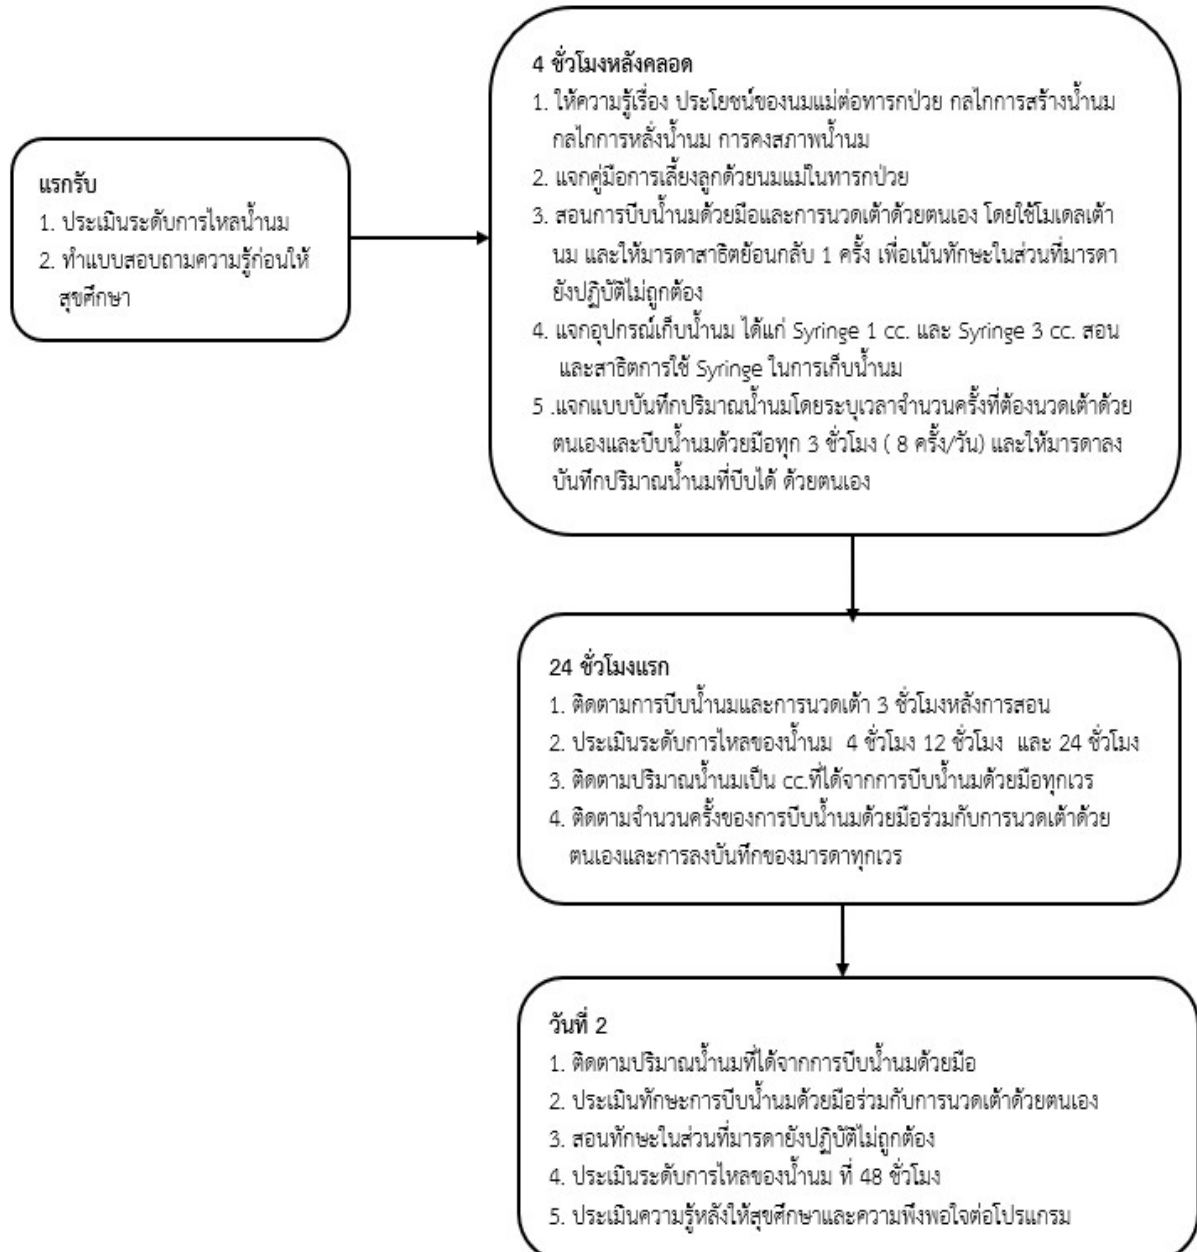 แรกรับ
1. ประเมินระดับการไหลน้ำนม
2. ทำแบบสอบถามความรู้ก่อนให้
สุขศึกษา
4 ชั่วโมงหลังคลอด
1. ให้ความรู้เรื่อง ประโยชน์ของนมแม่ต่อทารกป่วย กลไกการสร้างน้ำนม
กลไกการหลั่งน้ำนม การคงสภาพน้ำนม
2. แจกคู่มือการเลี้ยงลูกด้วยนมแม่ในทารกป่วย
3. สอนการบีบน้ำนมด้วยมือและการนวดเต้าด้วยตนเอง โดยใช้โมเดลเต้า
นม และให้มารดาสาธิตย้อนกลับ 1 ครั้ง เพื่อเน้นทักษะในส่วนที่มารดา
ยังปฏิบัติไม่ถูกต้อง
4. แจกอุปกรณ์เก็บน้ำนม ได้แก่ Syringe 1 cc. และ Syringe 3 cc. สอน
และสาธิตการใช้ Syringe ในการเก็บน้ำนม
5 .แจกแบบบันทึกปริมาณน้ำนมโดยระบุเวลาจำนวนครั้งที่ต้องนวดเต้าด้วย
ตนเองและบีบน้ำนมด้วยมือทุก 3 ชั่วโมง ( 8 ครั้ง/วัน) และให้มารดาลง
บันทึกปริมาณน้ำนมที่บีบได้ ด้วยตนเอง
24 ชั่วโมงแรก
1. ติดตามการบีบน้ำนมและการนวดเต้า 3 ชั่วโมงหลังการสอน
2. ประเมินระดับการไหลของน้ำนม 4 ชั่วโมง 12 ชั่วโมง และ 24 ชั่วโมง
3. ติดตามปริมาณน้ำนมเป็น cc.ที่ได้จากการบีบน้ำนมด้วยมือทุกเวร
4. ติดตามจำนวนครั้งของการบีบน้ำนมด้วยมือร่วมกับการนวดเต้าด้วย
ตนเองและการลงบันทึกของมารดาทุกเวร
วันที่ 2
1. ติดตามปริมาณน้ำนมที่ได้จากการบีบน้ำนมด้วยมือ
2. ประเมินทักษะการบีบน้ำนมด้วยมือร่วมกับการนวดเต้าด้วยตนเอง
3. สอนทักษะในส่วนที่มารดายังปฏิบัติไม่ถูกต้อง
4. ประเมินระดับการไหลของน้ำนม ที่ 48 ชั่วโมง
5. ประเมินความรู้หลังให้สุขศึกษาและความพึงพอใจต่อโปรแกรม